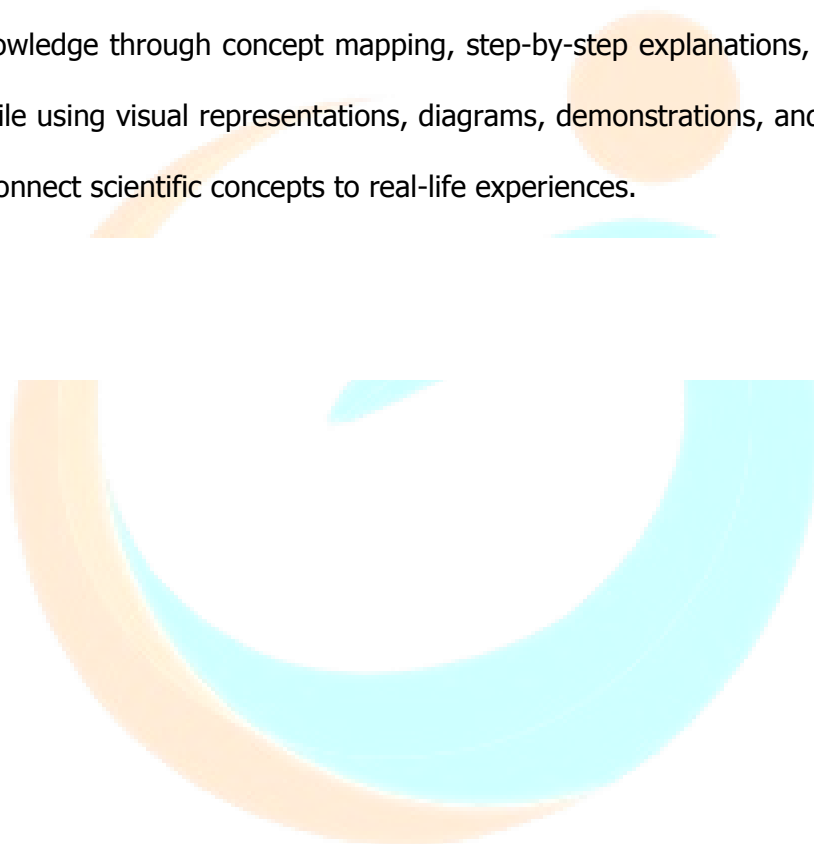 owledge through concept mapping, step-by-step explanations,
ile using visual representations, diagrams, demonstrations, and
onnect scientific concepts to real-life experiences.